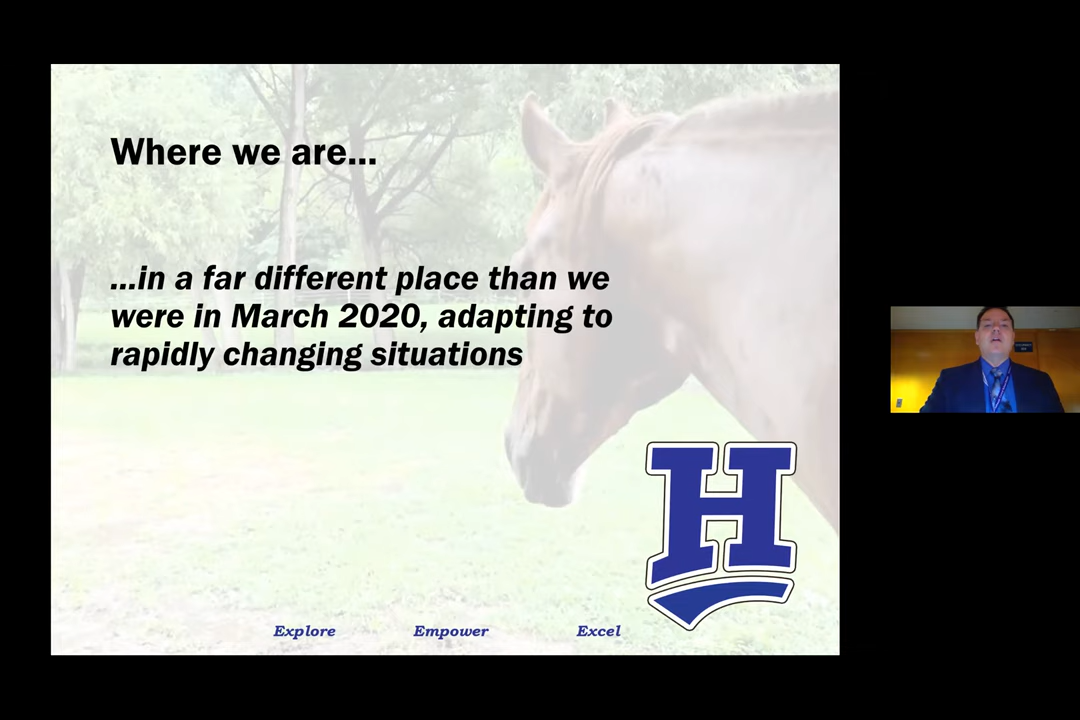 Where we are...
...in a far different place than we
were in March 2020, adapting to
rapidly changing situations
H
Explore Empower Excel